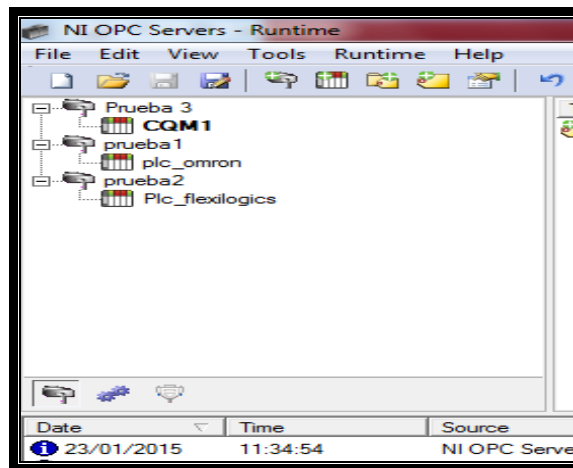 NI OPC Servers - Runtime
File Edit View Tools Runtime Help
Prueba 3
CQM1
prueba1
plc_omron
prueba2
Plc_flexilogics
Date Time Source
23/01/2015 11:34:54 NI OPC Serve